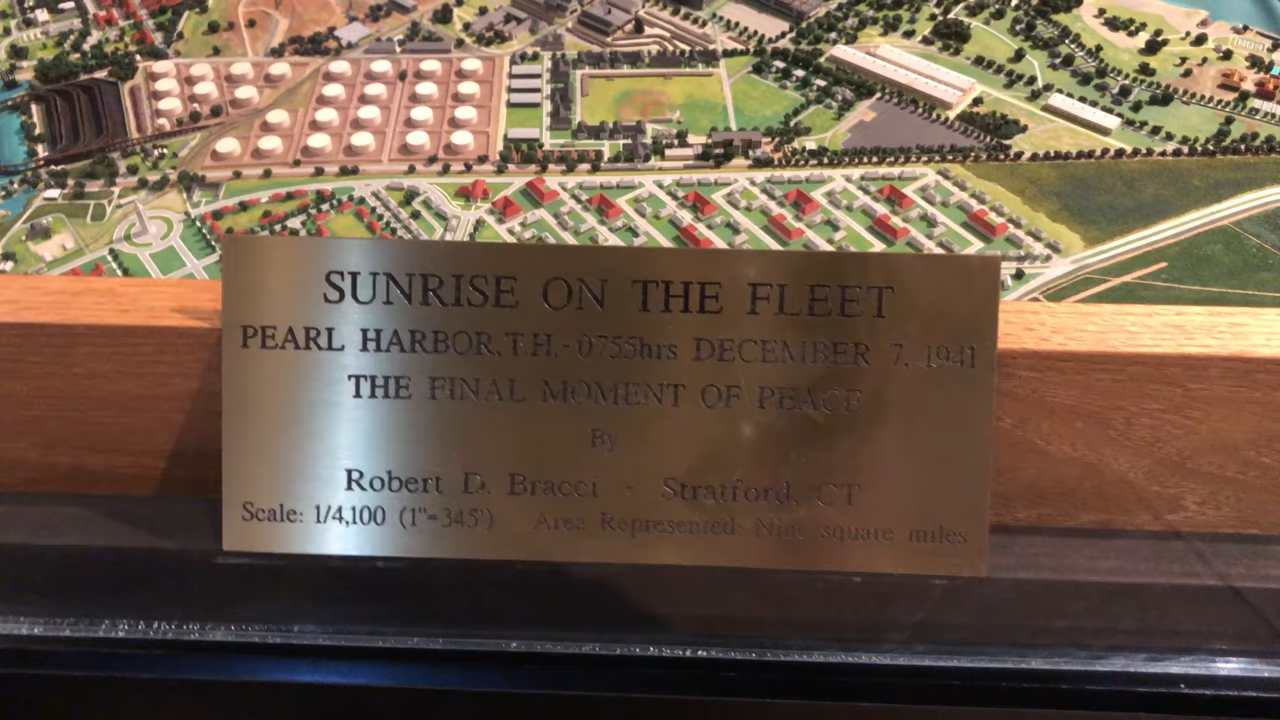 SUNRISE ON THE FLEET
PEARL HARBOR, T.H. - 0755hrs DECEMBER 7, 1941
THE FINAL MOMENT OF PEACE
By
Robert D. Bracci - Stratford, CT
Scale: 1/4,100 (1"=345') Area Represented: Nine square miles